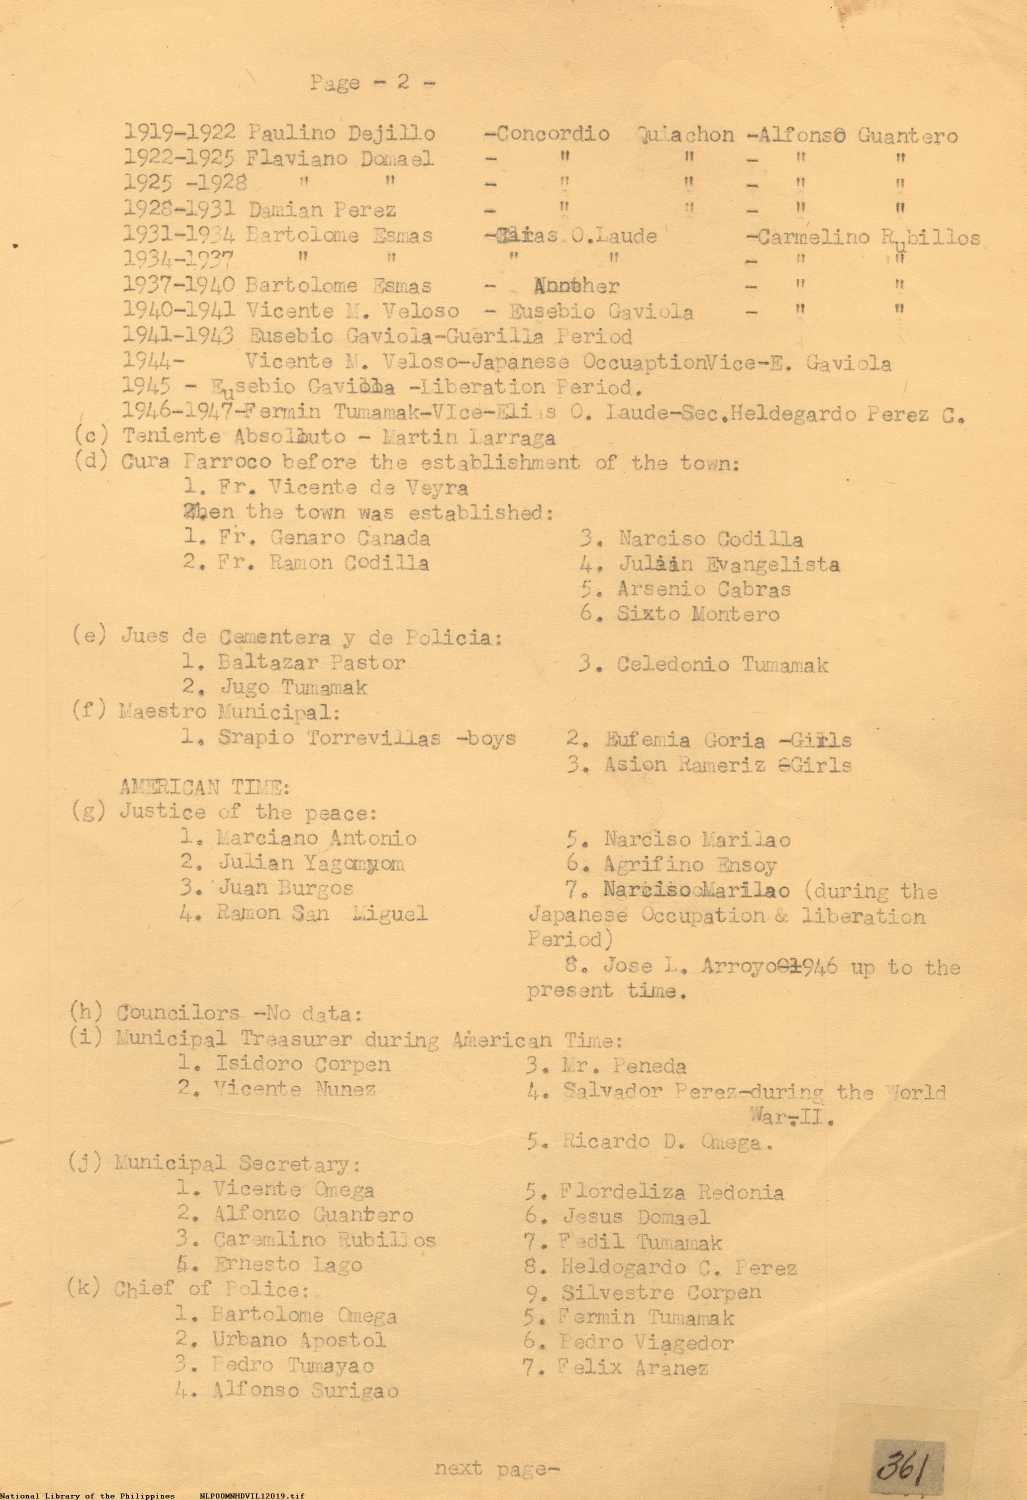 Page - 2 -
1919-1922 Paulino Dejillo -Concordio Quiachon -Alfonso Guantero
1922-1925 Flaviano Domael - " " - " "
1925 -1928 " " - " " - " "
1928-1931 Damian Perez - " " - " "
1931-1934 Bartolome Esmas -Elias O.Laude -Carmelino Rubillos
1934-1937 " " " " - " "
1937-1940 Bartolome Esmas - Another - " "
1940-1941 Vicente M. Veloso - Eusebio Gaviola - " "
1941-1943 Eusebio Gaviola-Guerilla Period
1944- Vicente M. Veloso-Japanese OccuaptionVice-E. Gaviola
1945 - Eusebio Gaviola -Liberation Period.
1946-1947-Fermin Tumamak-VIce-Elias O. Laude-Sec.Heldegardo Perez C.
(c) Teniente Absoluto - Martin Larraga
(d) Cura Parroco before the establishment of the town:
1. Fr. Vicente de Veyra
When the town was established:
1. Fr. Genaro Canada 3. Narciso Codilla
2. Fr. Ramon Codilla 4. Julian Evangelista
5. Arsenio Cabras
6. Sixto Montero
(e) Jues de Cementera y de Policia:
1. Baltazar Pastor 3. Celedonio Tumamak
2. Jugo Tumamak
(f) Maestro Municipal:
1. Srapio Torrevillas -boys 2. Eufemia Goria -Girls
3. Asion Rameriz -Girls
AMERICAN TIME:
(g) Justice of the peace:
1. Marciano Antonio 5. Narciso Marilao
2. Julian Yagomyom 6. Agrifino Ensoy
3. Juan Burgos 7. Narciso Marilao (during the
4. Ramon San Miguel Japanese Occupation & liberation
Period)
8. Jose L. Arroyo-1946 up to the
present time.
(h) Councilors -No data:
(i) Municipal Treasurer during American Time:
1. Isidoro Corpen 3. Mr. Peneda
2. Vicente Nunez 4. Salvador Perez-during the World
War-II.
5. Ricardo D. Omega.
(j) Municipal Secretary:
1. Vicente Omega 5. Flordeliza Redonia
2. Alfonzo Guantero 6. Jesus Domael
3. Caremlino Rubillos 7. Fedil Tumamak
4. Ernesto Lago 8. Heldogardo C. Perez
(k) Chief of Police: 9. Silvestre Corpen
1. Bartolome Omega 5. Fermin Tumamak
2. Urbano Apostol 6. Pedro Viagedor
3. Pedro Tumayao 7. Felix Aranez
4. Alfonso Surigao
next page-
361
National Library of the Philippines NLPOOMNHDVIL12019.tif